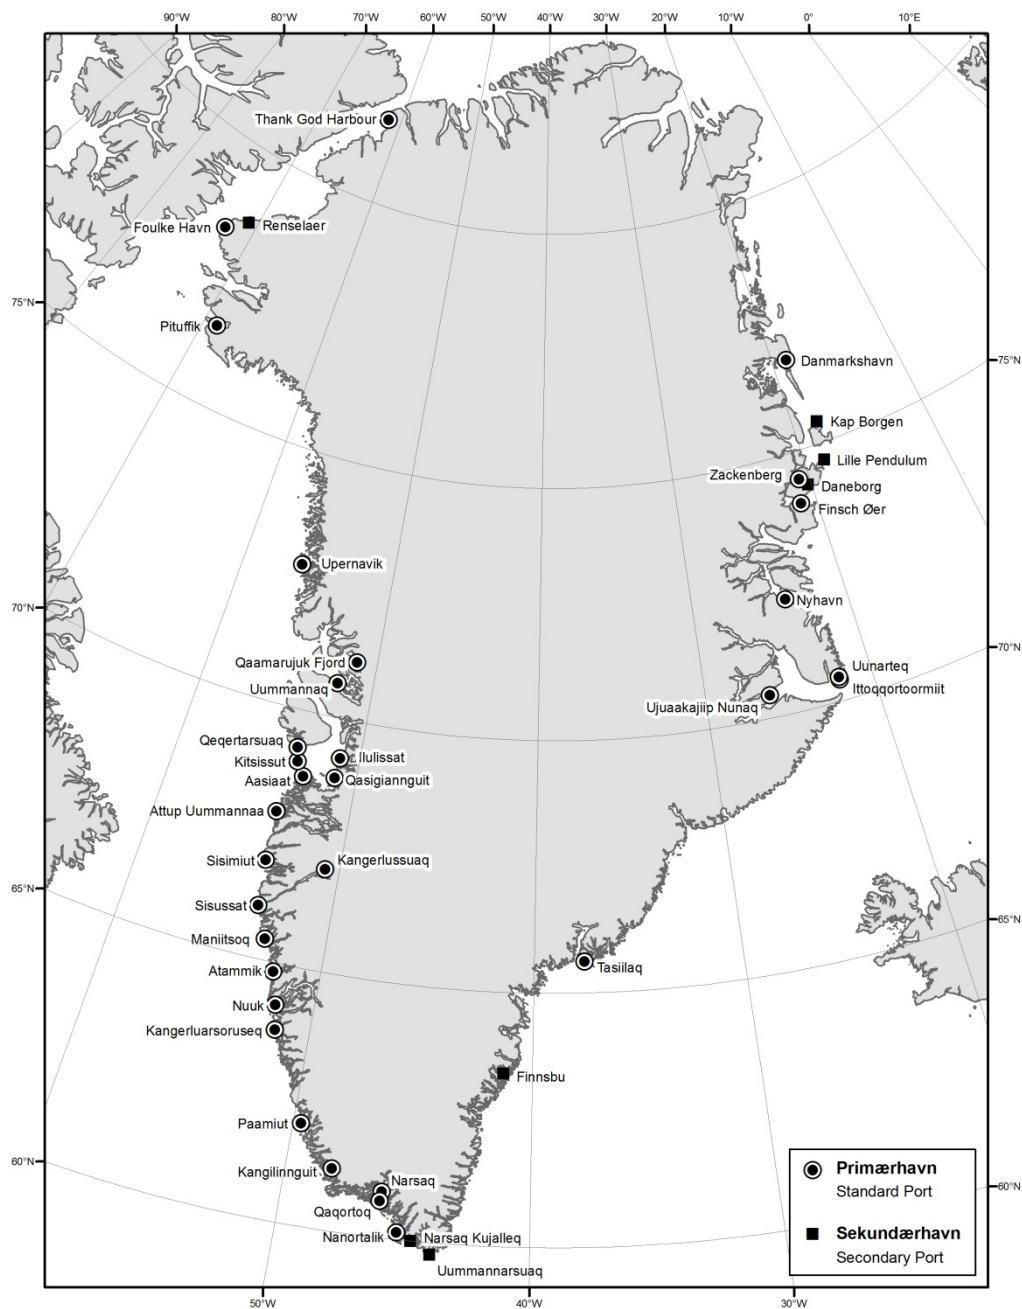 90°W
80°W
70°W
60°W
50°W
40°W
30°W
20°W
10°W
0°
10°E
Thank God Harbour
Foulke Havn
Renselaer
75°N
Pituffik
75°N
Danmarkshavn
Kap Borgen
Lille Pendulum
Zackenberg
Daneborg
Finsch Øer
Upernavik
70°N
Nyhavn
70°N
Qaamarujuk Fjord
Uummannaq
Uunarteq
Ittoqqortoormiit
Ujuaakajiip Nunaq
Qeqertarsuaq
Kitsissut
Ilulissat
Aasiaat
Qasigiannguit
Attup Uummannaa
Sisimiut
Kangerlussuaq
65°N
Sisussat
65°N
Maniitsoq
Atammik
Tasiilaq
Nuuk
Kangerluarsoruseq
Finnsbu
Paamiut
60°N
Kangilinnguit
Narsaq
60°N
Qaqortoq
Nanortalik
Narsaq Kujalleq
Uummannarsuaq
Primærhavn
Standard Port
Sekundærhavn
Secondary Port
50°W
40°W
30°W